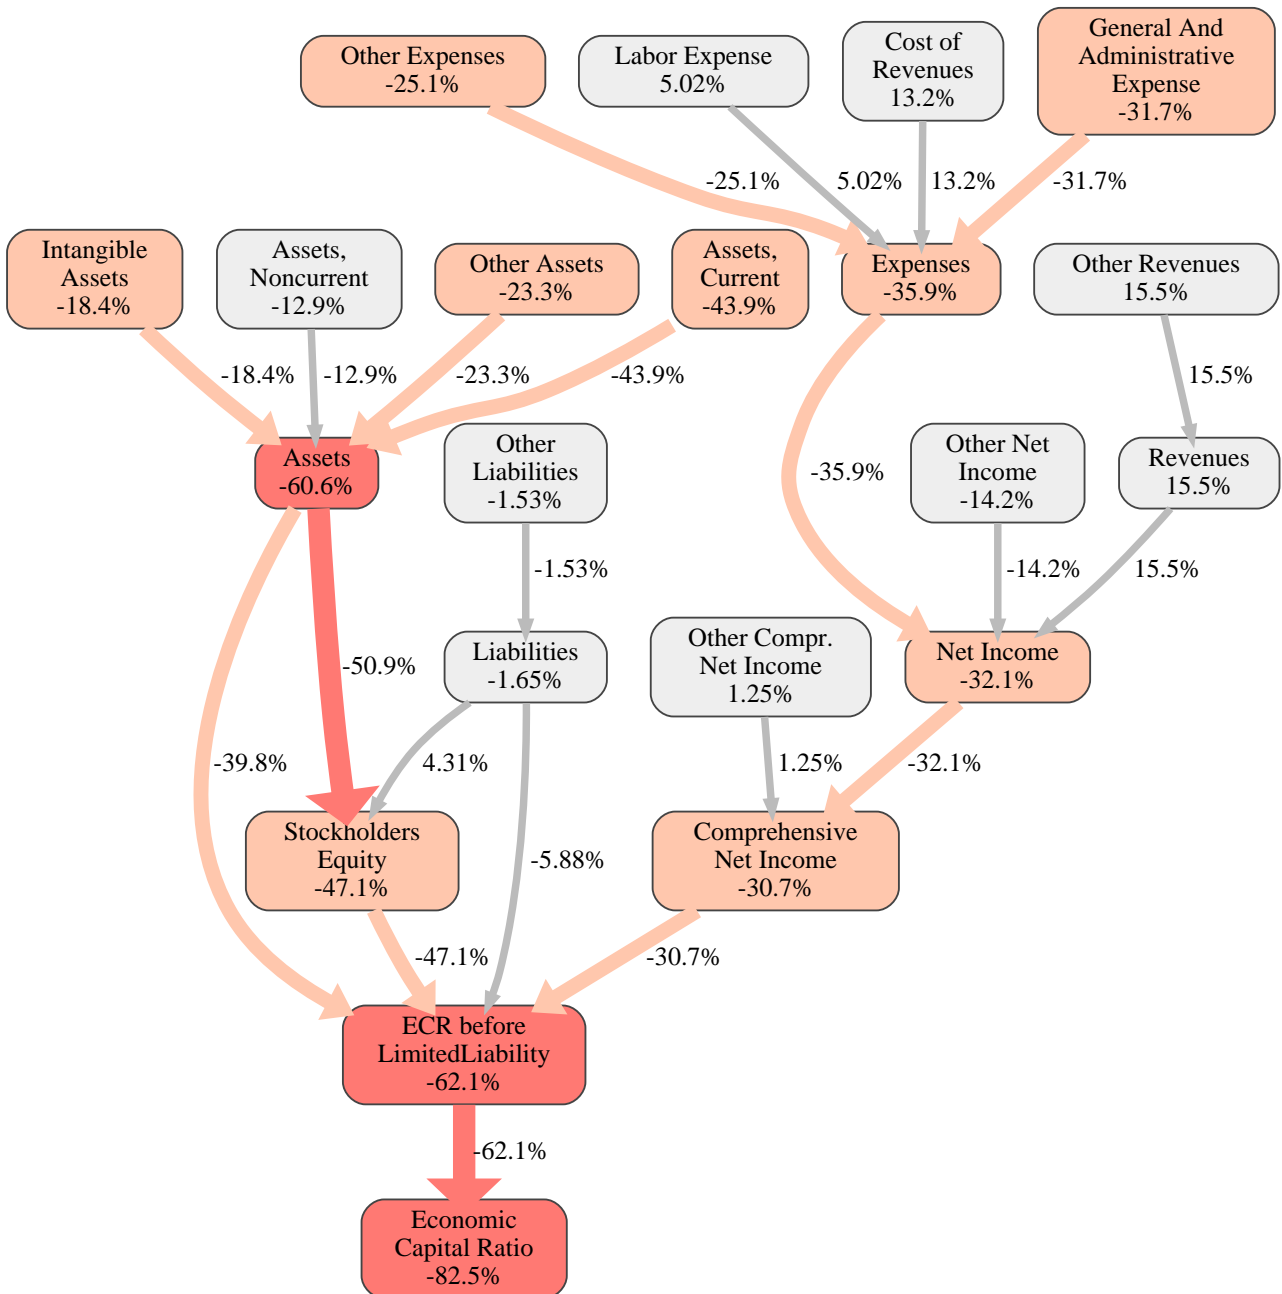 Other Expenses
-25.1%
Labor Expense
5.02%
Cost of
Revenues
13.2%
General And
Administrative
Expense
-31.7%
-25.1%
5.02%
13.2%
-31.7%
Intangible
Assets
-18.4%
Assets,
Noncurrent
-12.9%
Other Assets
-23.3%
Assets,
Current
-43.9%
Expenses
-35.9%
Other Revenues
15.5%
-18.4%
-12.9%
-23.3%
-43.9%
15.5%
Assets
-60.6%
Other
Liabilities
-1.53%
-35.9%
Other Net
Income
-14.2%
Revenues
15.5%
-1.53%
-14.2%
15.5%
-50.9%
Liabilities
-1.65%
Other Compr.
Net Income
1.25%
Net Income
-32.1%
-39.8%
4.31%
1.25%
-32.1%
Stockholders
Equity
-47.1%
-5.88%
Comprehensive
Net Income
-30.7%
-47.1%
-30.7%
ECR before
LimitedLiability
-62.1%
-62.1%
Economic
Capital Ratio
-82.5%